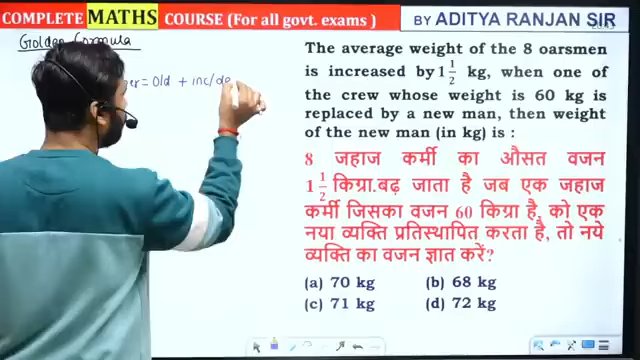 COMPLETE MATHS COURSE (For all govt. exams )
BY ADITYA RANJAN SIR
Golden Formula
= Old + inc/de
The average weight of the 8 oarsmen
is increased by 1 1/2 kg, when one of
the crew whose weight is 60 kg is
replaced by a new man, then weight
of the new man (in kg) is :
8 जहाज कर्मी का औसत वजन
1 1/2 किग्रा.बढ़ जाता है जब एक जहाज
कर्मी जिसका वजन 60 किग्रा है, को एक
नया व्यक्ति प्रतिस्थापित करता है, तो नये
व्यक्ति का वजन ज्ञात करें?
(a) 70 kg (b) 68 kg
(c) 71 kg (d) 72 kg